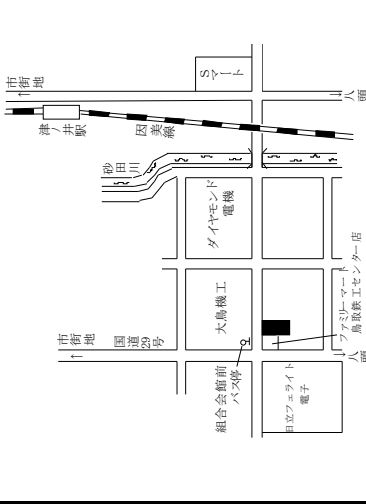 市街地
↑
津ノ井駅
因美線
Sマート
↓八頭
砂田川
ダイヤモンド
電機
市街地
↑
国道29号
大鳥機工
組合会館前
バス停
日立フェライト
電子
ファミリーマート
鳥取鉄工センター店
↓八頭